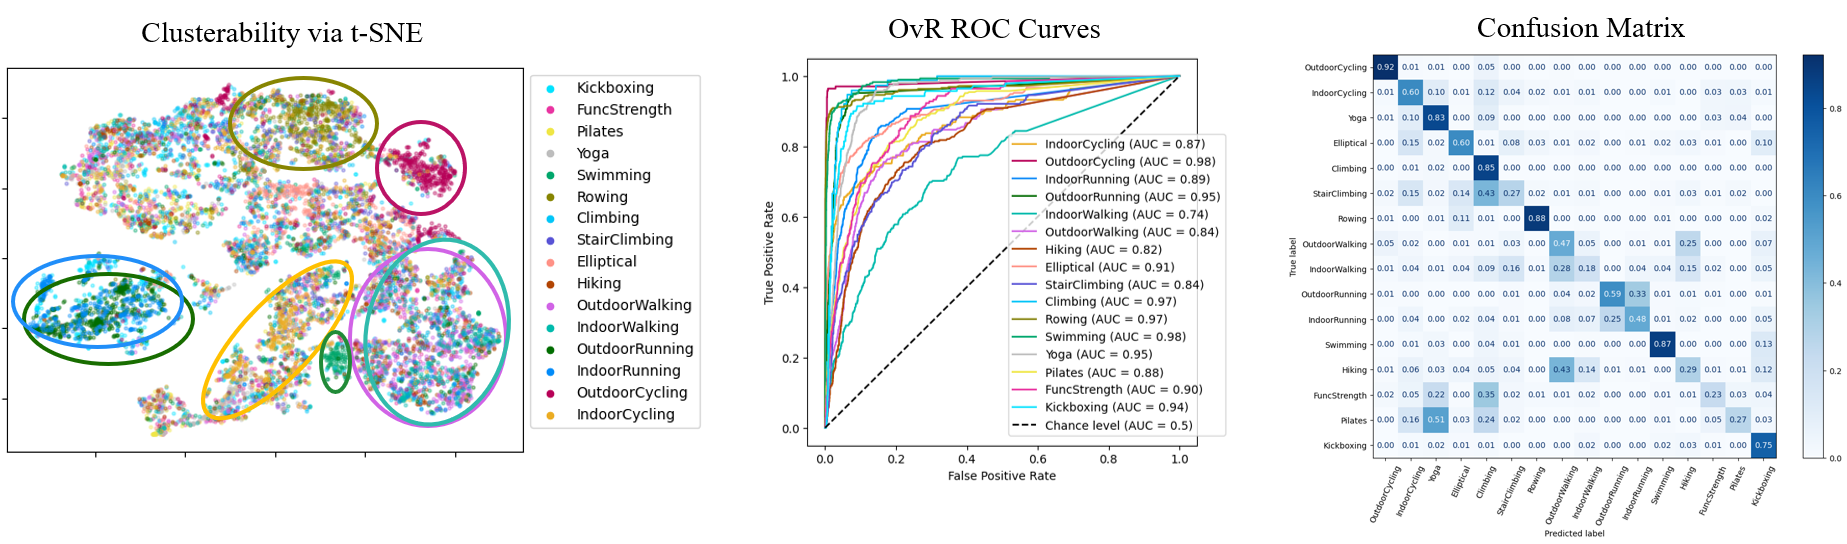 Clusterability via t-SNE
Kickboxing
FuncStrength
Pilates
Yoga
Swimming
Rowing
Climbing
StairClimbing
Elliptical
Hiking
OutdoorWalking
IndoorWalking
OutdoorRunning
IndoorRunning
OutdoorCycling
IndoorCycling
OvR ROC Curves
True Positive Rate
1.0
0.8
0.6
0.4
0.2
0.0
IndoorCycling (AUC = 0.87)
OutdoorCycling (AUC = 0.98)
IndoorRunning (AUC = 0.89)
OutdoorRunning (AUC = 0.95)
IndoorWalking (AUC = 0.74)
OutdoorWalking (AUC = 0.84)
Hiking (AUC = 0.82)
Elliptical (AUC = 0.91)
StairClimbing (AUC = 0.84)
Climbing (AUC = 0.97)
Rowing (AUC = 0.97)
Swimming (AUC = 0.98)
Yoga (AUC = 0.95)
Pilates (AUC = 0.88)
FuncStrength (AUC = 0.90)
Kickboxing (AUC = 0.94)
Chance level (AUC = 0.5)
0.0 0.2 0.4 0.6 0.8 1.0
False Positive Rate
Confusion Matrix
True label
OutdoorCycling 0.92 0.01 0.01 0.00 0.05 0.00 0.00 0.00 0.00 0.00 0.00 0.00 0.00 0.00 0.00 0.00
IndoorCycling 0.01 0.60 0.10 0.01 0.12 0.04 0.02 0.01 0.01 0.00 0.00 0.00 0.00 0.03 0.03 0.01
Yoga 0.01 0.10 0.83 0.00 0.09 0.00 0.00 0.00 0.00 0.00 0.00 0.00 0.00 0.03 0.04 0.00
Elliptical 0.00 0.15 0.02 0.60 0.01 0.08 0.03 0.01 0.02 0.00 0.01 0.02 0.03 0.01 0.00 0.10
Climbing 0.00 0.01 0.02 0.00 0.85 0.00 0.00 0.00 0.00 0.00 0.00 0.00 0.00 0.00 0.00 0.00
StairClimbing 0.02 0.15 0.02 0.14 0.43 0.27 0.02 0.01 0.01 0.00 0.00 0.01 0.03 0.01 0.02 0.00
Rowing 0.01 0.00 0.01 0.11 0.01 0.00 0.88 0.00 0.00 0.00 0.00 0.01 0.00 0.00 0.00 0.02
OutdoorWalking 0.05 0.02 0.00 0.01 0.01 0.03 0.00 0.47 0.05 0.01 0.01 0.00 0.25 0.00 0.00 0.07
IndoorWalking 0.01 0.04 0.01 0.04 0.09 0.16 0.01 0.28 0.18 0.00 0.04 0.04 0.15 0.02 0.00 0.05
OutdoorRunning 0.01 0.00 0.00 0.00 0.00 0.01 0.00 0.04 0.02 0.59 0.33 0.01 0.01 0.01 0.00 0.01
IndoorRunning 0.00 0.04 0.00 0.02 0.04 0.01 0.00 0.08 0.07 0.25 0.48 0.01 0.02 0.00 0.00 0.05
Swimming 0.00 0.01 0.03 0.00 0.04 0.01 0.00 0.00 0.00 0.00 0.00 0.87 0.00 0.00 0.00 0.13
Hiking 0.01 0.06 0.03 0.04 0.05 0.04 0.00 0.43 0.14 0.01 0.01 0.00 0.29 0.01 0.00 0.12
FuncStrength 0.02 0.05 0.22 0.00 0.35 0.02 0.01 0.01 0.02 0.00 0.00 0.01 0.01 0.23 0.03 0.04
Pilates 0.00 0.16 0.51 0.03 0.24 0.02 0.01 0.00 0.00 0.00 0.01 0.01 0.00 0.05 0.27 0.03
Kickboxing 0.00 0.01 0.02 0.01 0.01 0.01 0.00 0.00 0.02 0.00 0.00 0.02 0.03 0.01 0.00 0.75
OutdoorCycling IndoorCycling Yoga Elliptical Climbing StairClimbing Rowing OutdoorWalking IndoorWalking OutdoorRunning IndoorRunning Swimming Hiking FuncStrength Pilates Kickboxing
Predicted label
0.8
0.6
0.4
0.2
0.0